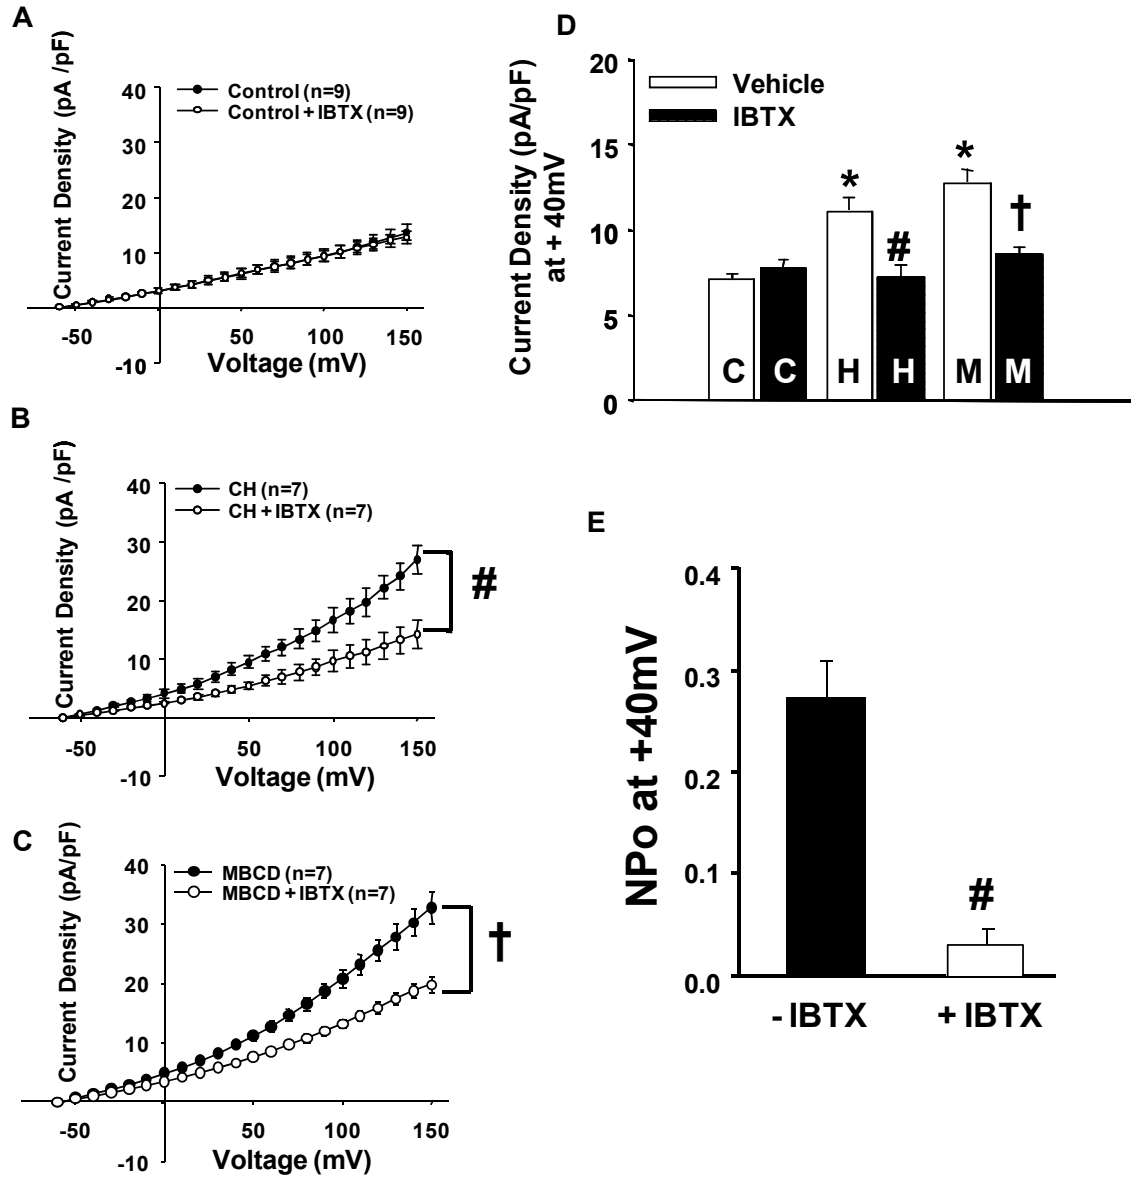 A
Current Density (pA /pF)
40
30
20
10
-10
Control (n=9)
Control + IBTX (n=9)
-50
50
100
150
Voltage (mV)
B
Current Density (pA /pF)
40
30
20
10
-10
CH (n=7)
CH + IBTX (n=7)
#
-50
50
100
150
Voltage (mV)
C
Current Density (pA/pF)
40
30
20
10
-10
MBCD (n=7)
MBCD + IBTX (n=7)
†
-50
50
100
150
Voltage (mV)
D
Current Density (pA/pF)
at + 40mV
20
15
10
5
0
Vehicle
IBTX
*
#
*
†
C
C
H
H
M
M
E
NPo at +40mV
0.4
0.3
0.2
0.1
0.0
#
- IBTX
+ IBTX